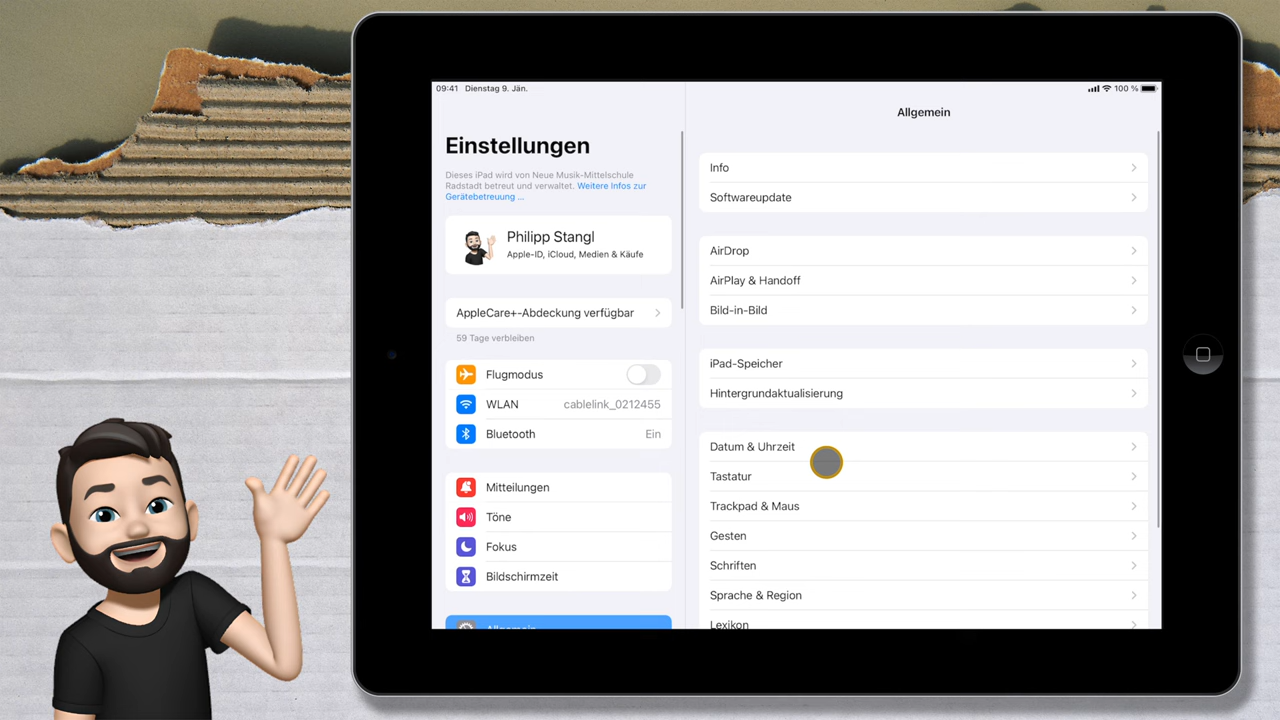 09:41 Dienstag 9. Jän.
100 %
Einstellungen
Dieses iPad wird von Neue Musik-Mittelschule
Radstadt betreut und verwaltet. Weitere Infos zur
Gerätebetreuung ...
Philipp Stangl
Apple-ID, iCloud, Medien & Käufe
AppleCare+-Abdeckung verfügbar
59 Tage verbleiben
Flugmodus
WLAN cablelink_0212455
Bluetooth Ein
Mitteilungen
Töne
Fokus
Bildschirmzeit
Allgemein
Allgemein
Info
Softwareupdate
AirDrop
AirPlay & Handoff
Bild-in-Bild
iPad-Speicher
Hintergrundaktualisierung
Datum & Uhrzeit
Tastatur
Trackpad & Maus
Gesten
Schriften
Sprache & Region
Lexikon